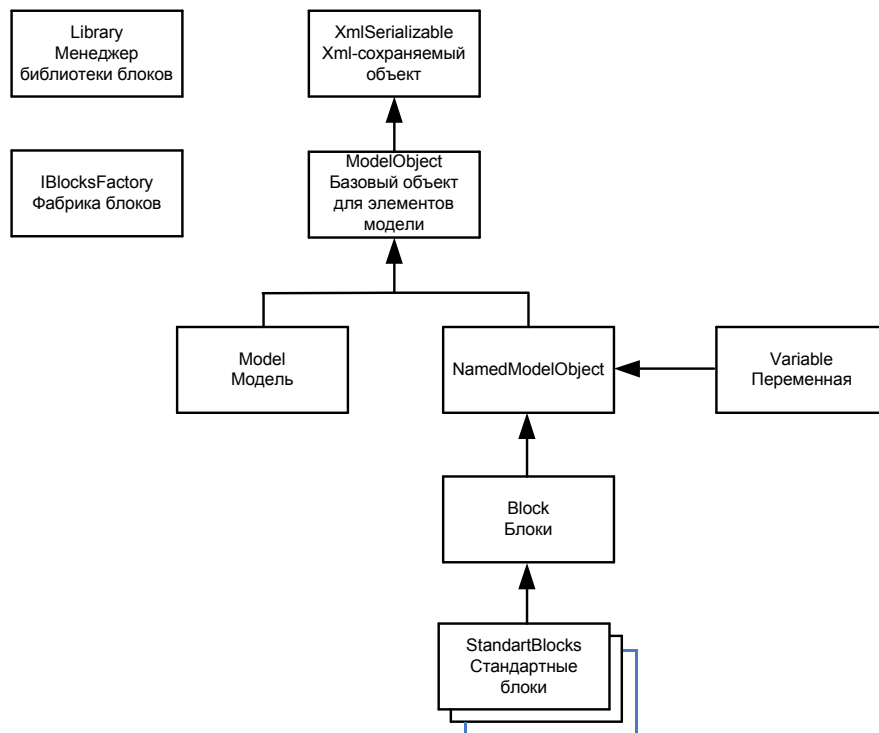 Library
Менеджер
библиотеки блоков
XmlSerializable
Xml-сохраняемый
объект
IBlocksFactory
Фабрика блоков
ModelObject
Базовый объект
для элементов
модели
Model
Модель
NamedModelObject
Variable
Переменная
Block
Блоки
StandartBlocks
Стандартные
блоки